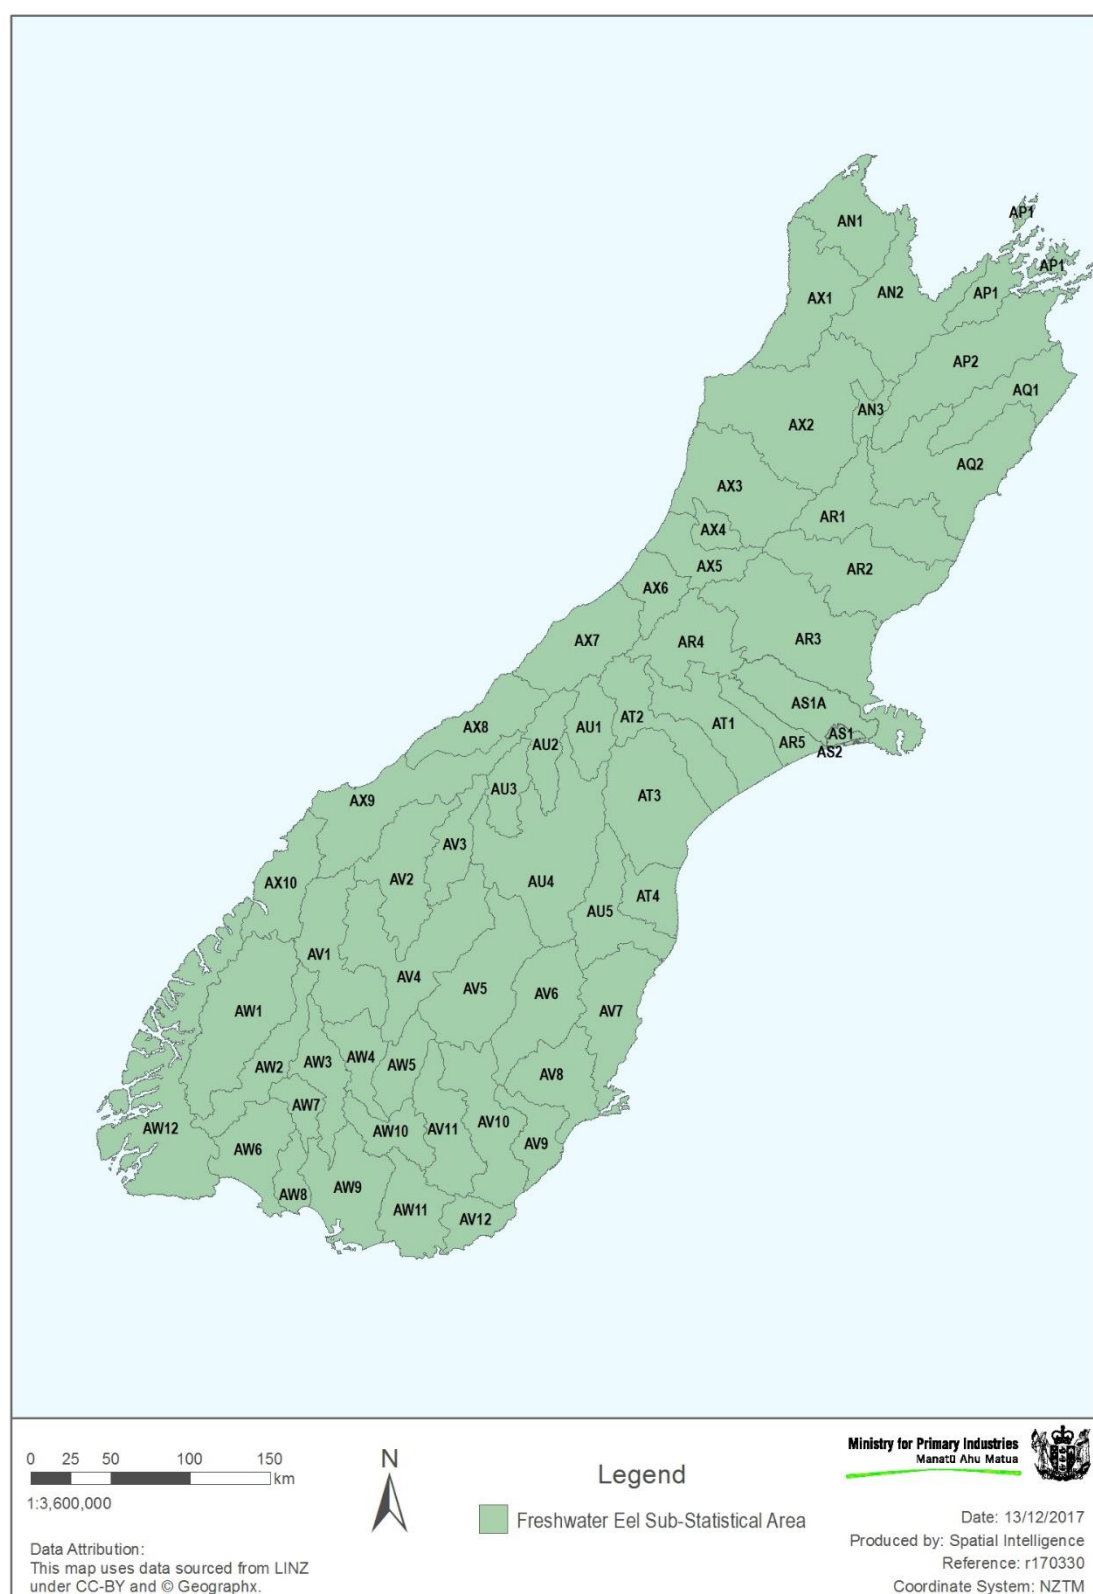 AP1
AN1
AP1
AN2
AP1
AX1
AP2
AQ1
AN3
AX2
AQ2
AX3
AR1
AX4
AX5
AR2
AX6
AX7
AR4
AR3
AS1A
AT2
AT1
AX8
AU1
AS1
AU2
AR5
AS2
AU3
AT3
AX9
AV3
AV2
AU4
AX10
AT4
AU5
AV1
AV4
AV5
AV6
AW1
AV7
AW3
AW4
AW5
AW2
AV8
AW7
AV10
AW12
AW10
AV11
AV9
AW6
AW9
AW8
AW11
AV12
0 25 50 100 150
km
1:3,600,000
Data Attribution:
This map uses data sourced from LINZ
under CC-BY and © Geographx.
N
Legend
Freshwater Eel Sub-Statistical Area
Ministry for Primary Industries
Manatū Ahu Matua
Date: 13/12/2017
Produced by: Spatial Intelligence
Reference: r170330
Coordinate System: NZTM